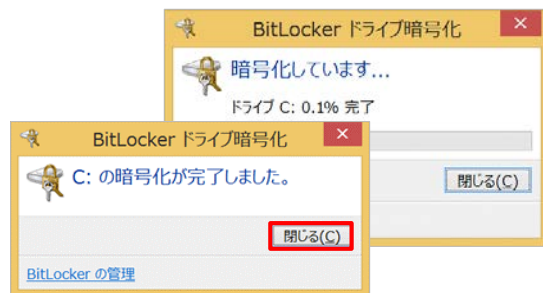 BitLocker ドライブ暗号化
暗号化しています...
ドライブ C: 0.1% 完了
閉じる(C)
BitLocker ドライブ暗号化
C: の暗号化が完了しました。
閉じる(C)
BitLocker の管理